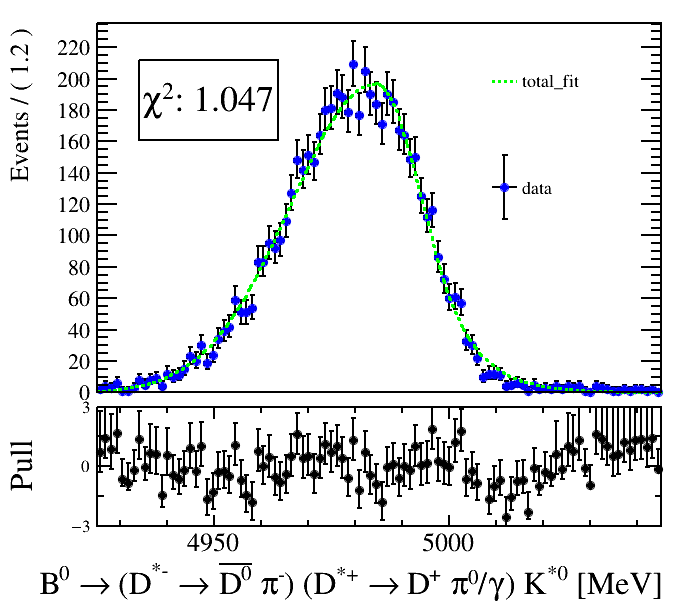 Events / ( 1.2 )
220
200
180
160
140
120
100
80
60
40
20
0
χ²: 1.047
total_fit
data
Pull
3
0
−3
4950 5000
B⁰ → (D*⁻ → D̅⁰ π⁻) (D*⁺ → D⁺ π⁰/γ) K*⁰ [MeV]